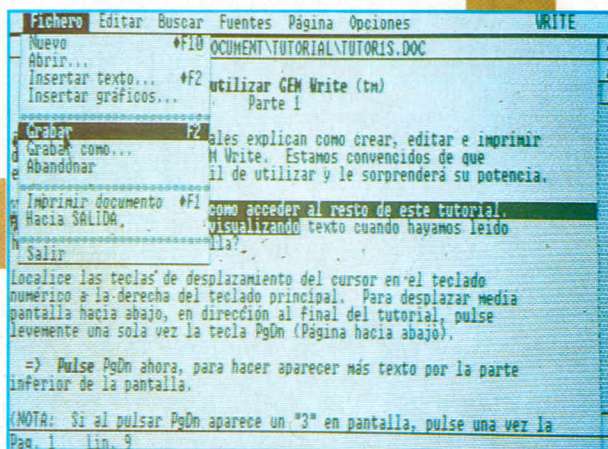 Fichero Editar Buscar Fuentes Página Opciones WRITE
Nuevo ♦F10
OCUMENT\TUTORIAL\TUTOR1S.DOC
Abrir...
Insertar texto... ♦F2
utilizar GEM Write (tm)
Insertar gráficos...
Parte 1
Grabar F2
ales explican como crear, editar e imprimir
Grabar como...
M Write. Estamos convencidos de que
Abandonar
il de utilizar y le sorprenderá su potencia.
Imprimir documento ♦F1
como acceder al resto de este tutorial.
Hacia SALIDA
visualizando texto cuando hayamos leido
lla?
Salir
Localice las teclas de desplazamiento del cursor en el teclado
numérico a la derecha del teclado principal. Para desplazar media
pantalla hacia abajo, en dirección al final del tutorial, pulse
levemente una sola vez la tecla PgDn (Página hacia abajo).
=> Pulse PgDn ahora, para hacer aparecer más texto por la parte
inferior de la pantalla.
(NOTA: Si al pulsar PgDn aparece un "3" en pantalla, pulse una vez la
Pag. 1 Lin. 9